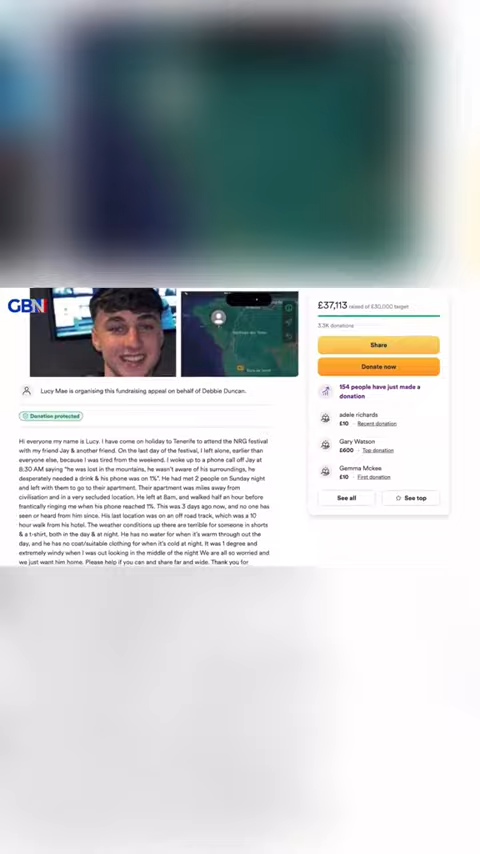 GBN
£37,113 raised of £30,000 target
3.3K donations
Share
Donate now
154 people have just made a
donation
adele richards
£10 · Recent donation
Gary Watson
£600 · Top donation
Gemma Mckee
£10 · First donation
See all
See top
Lucy Mae is organising this fundraising appeal on behalf of Debbie Duncan.
Donation protected
Hi everyone my name is Lucy. I have come on holiday to Tenerife to attend the NRG festival
with my friend Jay & another friend. On the last day of the festival, I left alone, earlier than
everyone else, because I was tired from the weekend. I woke up to a phone call off Jay at
8:30 AM saying "he was lost in the mountains, he wasn't aware of his surroundings, he
desperately needed a drink & his phone was on 1%". He had met 2 people on Sunday night
and left with them to go to their apartment. Their apartment was miles away from
civilisation and in a very secluded location. He left at 8am, and walked half an hour before
frantically ringing me when his phone reached 1%. This was 3 days ago now, and no one has
seen or heard from him since. His last location was on an off road track, which was a 10
hour walk from his hotel. The weather conditions up there are terrible for someone in shorts
& a t-shirt, both in the day & at night. He has no water for when it's warm through out the
day, and he has no coat/suitable clothing for when it's cold at night. It was 1 degree and
extremely windy when I was out looking in the middle of the night We are all so worried and
we just want him home. Please help if you can and share far and wide. Thank you for